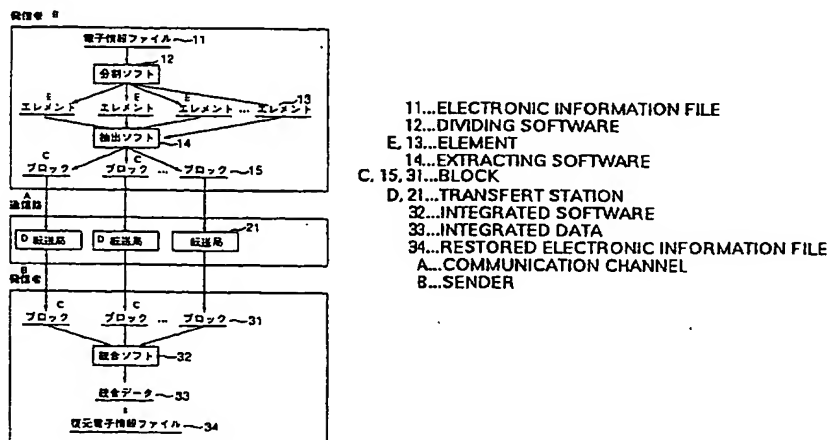 発信者 B
電子情報ファイル 11
12
分割ソフト
E E E 13
エレメント エレメント エレメント … エレメント
抽出ソフト
14
C C
ブロック ブロック … ブロック 15
A
通信路
21
D 転送局 D 転送局 転送局
B
発信者
C C
ブロック ブロック … ブロック 31
統合ソフト 32
統合データ 33
復元電子情報ファイル 34
11...ELECTRONIC INFORMATION FILE
12...DIVIDING SOFTWARE
E, 13...ELEMENT
14...EXTRACTING SOFTWARE
C, 15, 31...BLOCK
D, 21...TRANSFERT STATION
32...INTEGRATED SOFTWARE
33...INTEGRATED DATA
34...RESTORED ELECTRONIC INFORMATION FILE
A...COMMUNICATION CHANNEL
B...SENDER